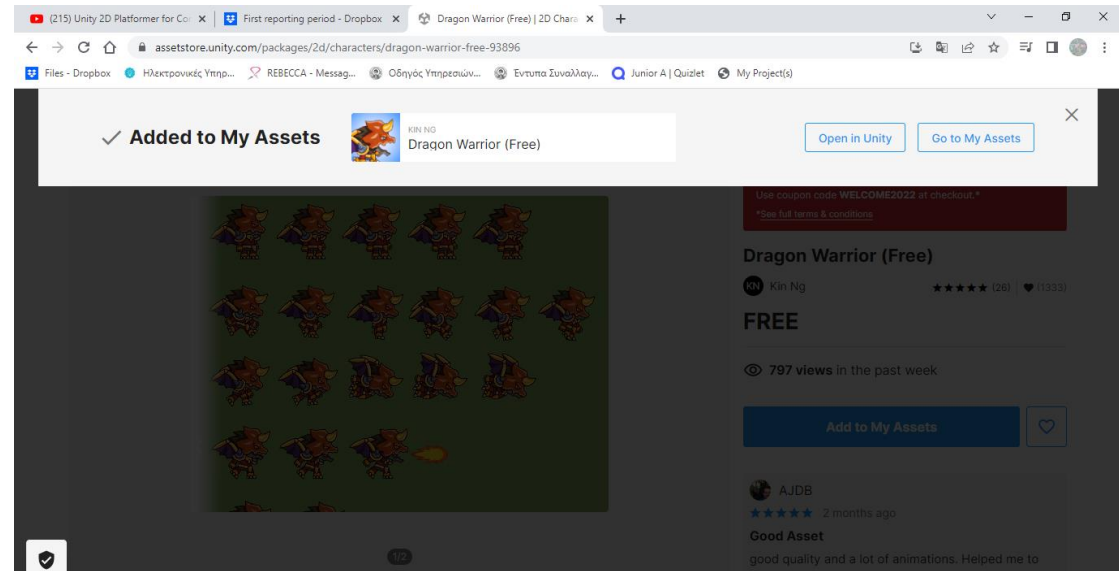 (215) Unity 2D Platformer for Co
First reporting period - Dropbox
Dragon Warrior (Free) | 2D Chara
assetstore.unity.com/packages/2d/characters/dragon-warrior-free-93896
Files - Dropbox
Ηλεκτρονικές Υπηρ...
REBECCA - Messag...
Οδηγός Υπηρεσιών...
Έντυπα Συναλλαγ...
Junior A | Quizlet
My Project(s)
Added to My Assets
KIN NG
Dragon Warrior (Free)
Open in Unity
Go to My Assets
Use coupon code WELCOME2022 at checkout.*
*See full terms & conditions
Dragon Warrior (Free)
KN Kin Ng
(26) | (1333)
FREE
797 views in the past week
Add to My Assets
1/2
AJDB
2 months ago
Good Asset
good quality and a lot of animations. Helped me to